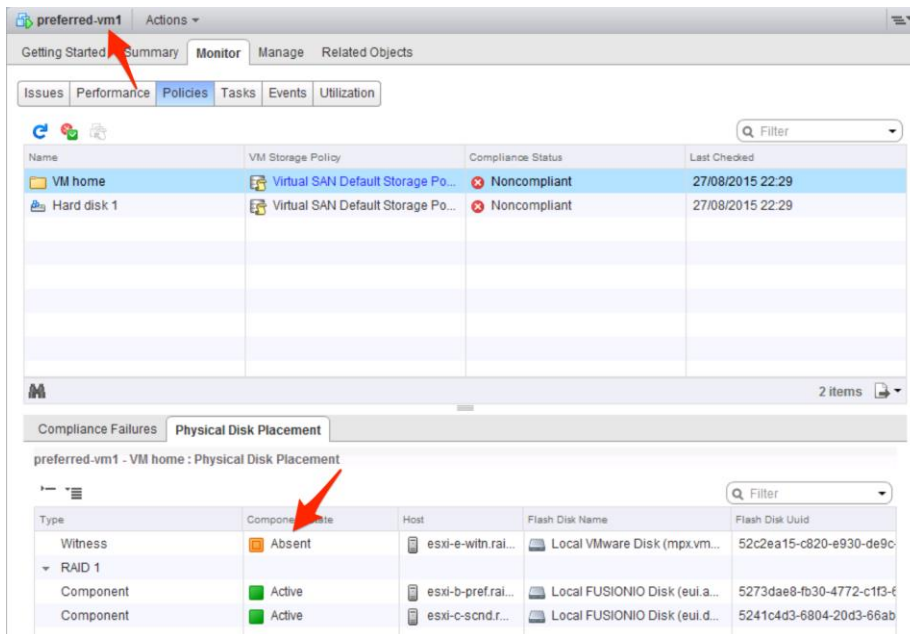 preferred-vm1 Actions
Getting Started Summary Monitor Manage Related Objects
Issues Performance Policies Tasks Events Utilization
Filter
Name VM Storage Policy Compliance Status Last Checked
VM home Virtual SAN Default Storage Po... Noncompliant 27/08/2015 22:29
Hard disk 1 Virtual SAN Default Storage Po... Noncompliant 27/08/2015 22:29
2 items
Compliance Failures Physical Disk Placement
preferred-vm1 - VM home : Physical Disk Placement
Filter
Type Host Flash Disk Name Flash Disk Uuid
Witness Absent esxi-e-witn.rai... Local VMware Disk (mpx.vm... 52c2ea15-c820-e930-de9c-
RAID 1
Component Active esxi-b-pref.rai... Local FUSIONIO Disk (eui.a... 5273dae8-fb30-4772-c1f3-6
Component Active esxi-c-scnd.r... Local FUSIONIO Disk (eui.d... 5241c4d3-6804-20d3-66ab